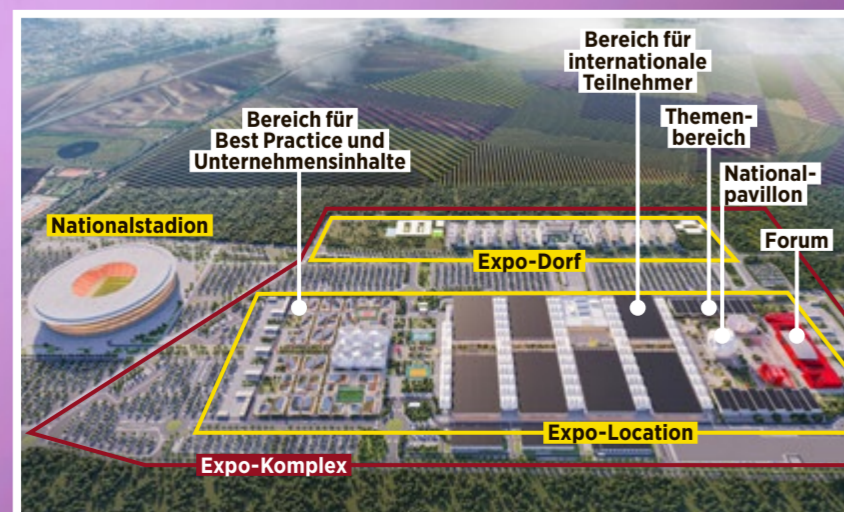 Bereich für
internationale
Teilnehmer
Bereich für
Best Practice und
Unternehmensinhalte
Themen-
bereich
National-
pavillon
Nationalstadion
Forum
Expo-Dorf
Expo-Location
Expo-Komplex